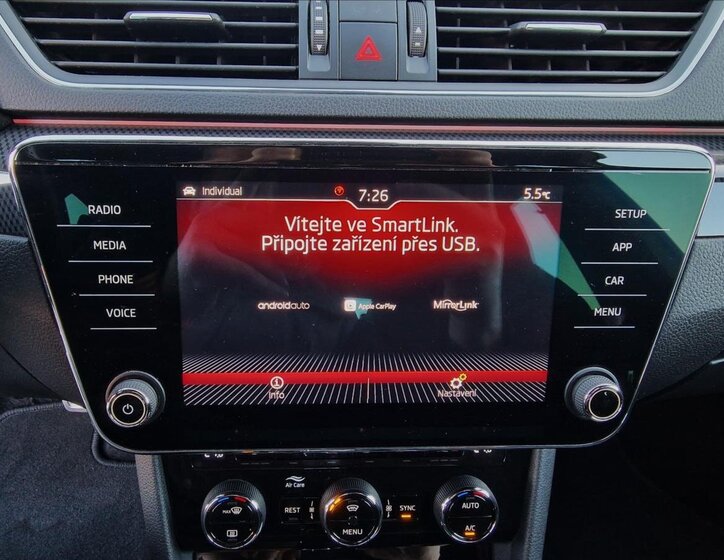 Individual 7:26 5.5°C
RADIO
MEDIA
PHONE
VOICE
Vítejte ve SmartLink.
Připojte zařízení přes USB.
androidauto Apple CarPlay MirrorLink
Info Nastavení
SETUP
APP
CAR
MENU
Air Care
MAX
REST
MENU
SYNC
AUTO
A/C